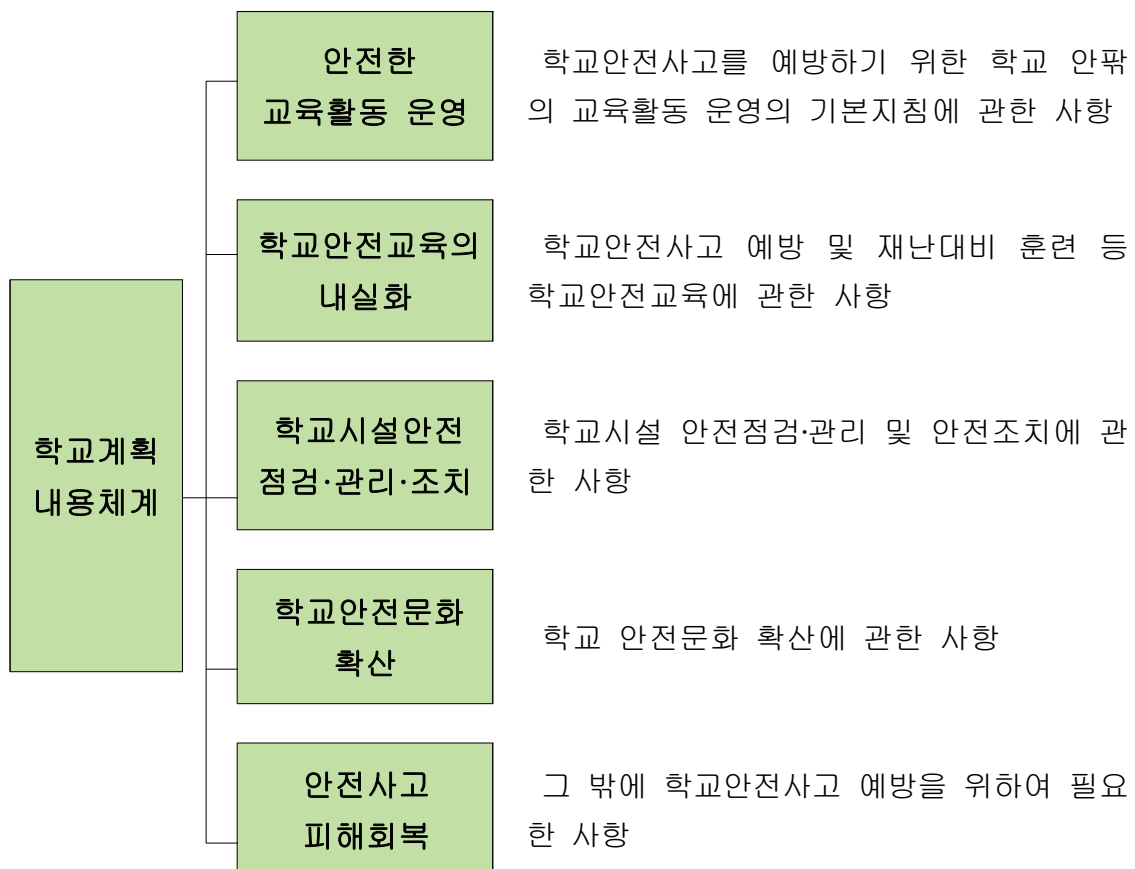 안전한
교육활동 운영
학교안전사고를 예방하기 위한 학교 안팎
의 교육활동 운영의 기본지침에 관한 사항
학교안전교육의
내실화
학교안전사고 예방 및 재난대비 훈련 등
학교안전교육에 관한 사항
학교계획
내용체계
학교시설안전
점검·관리·조치
학교시설 안전점검·관리 및 안전조치에 관
한 사항
학교안전문화
확산
학교 안전문화 확산에 관한 사항
안전사고
피해회복
그 밖에 학교안전사고 예방을 위하여 필요
한 사항